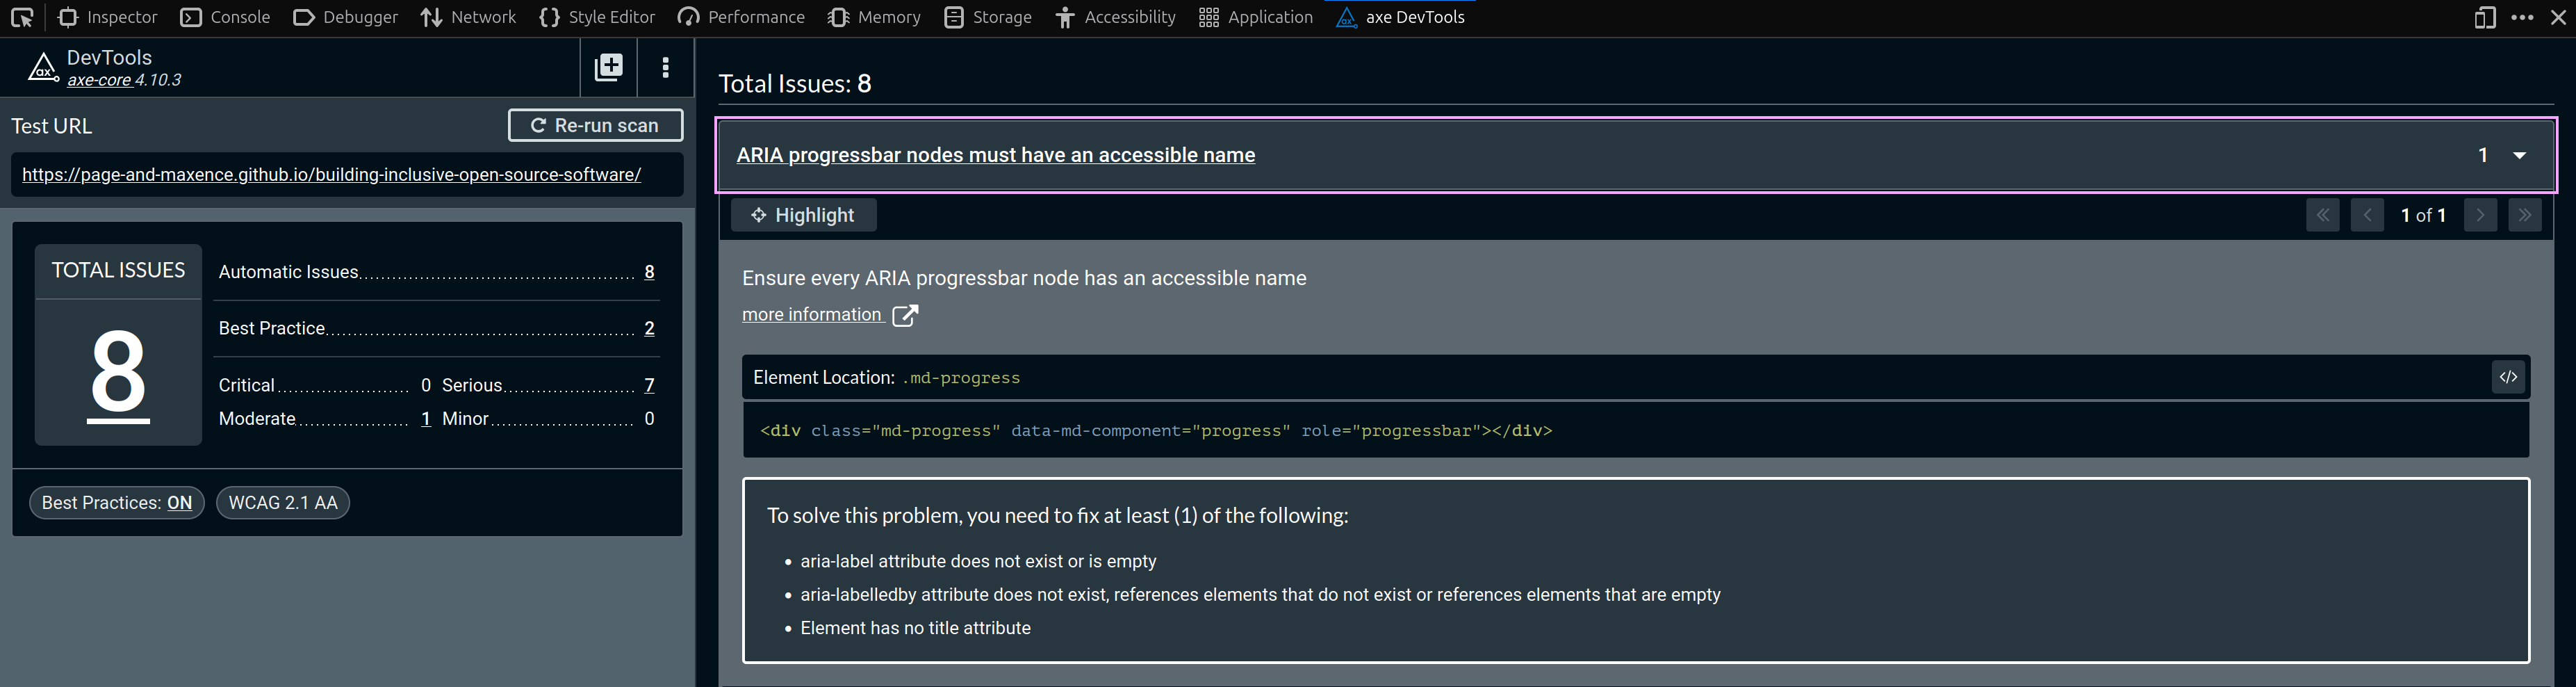 Inspector Console Debugger Network {} Style Editor Performance Memory Storage Accessibility Application axe DevTools
DevTools
axe-core 4.10.3
Test URL
Re-run scan
https://page-and-maxence.github.io/building-inclusive-open-source-software/
TOTAL ISSUES
8
Automatic Issues 8
Best Practice 2
Critical 0 Serious 7
Moderate 1 Minor 0
Best Practices: ON WCAG 2.1 AA
Total Issues: 8
ARIA progressbar nodes must have an accessible name 1
Highlight
1 of 1
Ensure every ARIA progressbar node has an accessible name
more information
Element Location: .md-progress
</>
<div class="md-progress" data-md-component="progress" role="progressbar"></div>
To solve this problem, you need to fix at least (1) of the following:
• aria-label attribute does not exist or is empty
• aria-labelledby attribute does not exist, references elements that do not exist or references elements that are empty
• Element has no title attribute